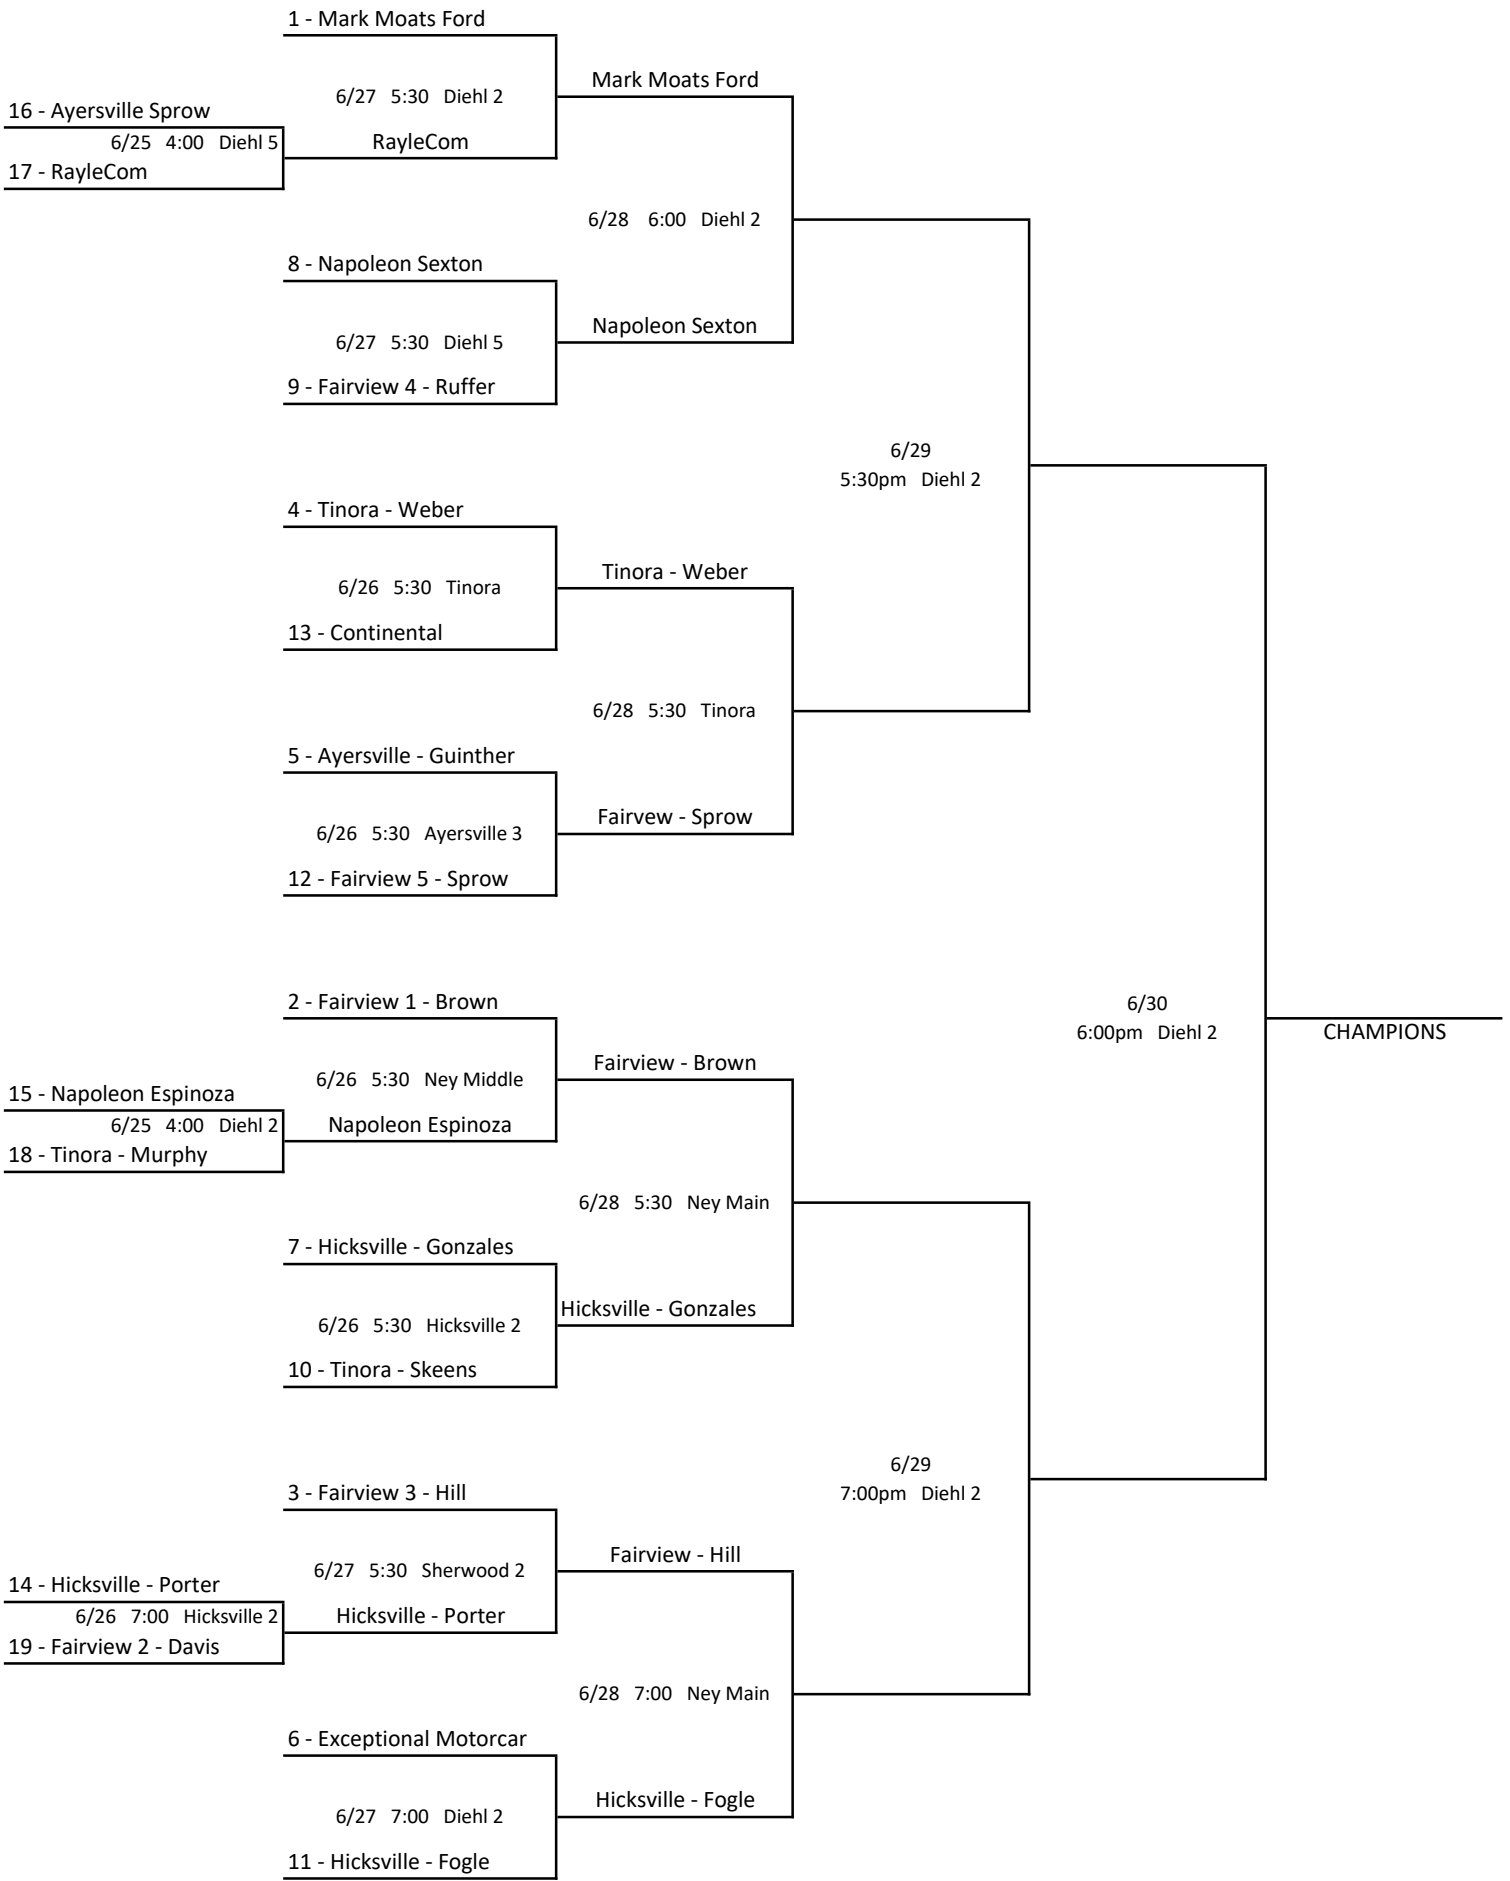 1 - Mark Moats Ford
Mark Moats Ford
6/27 5:30 Diehl 2
16 - Ayersville Sprow
6/25 4:00 Diehl 5
RayleCom
17 - RayleCom
6/28 6:00 Diehl 2
8 - Napoleon Sexton
Napoleon Sexton
6/27 5:30 Diehl 5
9 - Fairview 4 - Ruffer
6/29
5:30pm Diehl 2
4 - Tinora - Weber
Tinora - Weber
6/26 5:30 Tinora
13 - Continental
6/28 5:30 Tinora
5 - Ayersville - Guinther
Fairvew - Sprow
6/26 5:30 Ayersville 3
12 - Fairview 5 - Sprow
2 - Fairview 1 - Brown
6/30
6:00pm Diehl 2
CHAMPIONS
Fairview - Brown
6/26 5:30 Ney Middle
15 - Napoleon Espinoza
6/25 4:00 Diehl 2
Napoleon Espinoza
18 - Tinora - Murphy
6/28 5:30 Ney Main
7 - Hicksville - Gonzales
Hicksville - Gonzales
6/26 5:30 Hicksville 2
10 - Tinora - Skeens
6/29
7:00pm Diehl 2
3 - Fairview 3 - Hill
Fairview - Hill
6/27 5:30 Sherwood 2
14 - Hicksville - Porter
6/26 7:00 Hicksville 2
Hicksville - Porter
19 - Fairview 2 - Davis
6/28 7:00 Ney Main
6 - Exceptional Motorcar
Hicksville - Fogle
6/27 7:00 Diehl 2
11 - Hicksville - Fogle